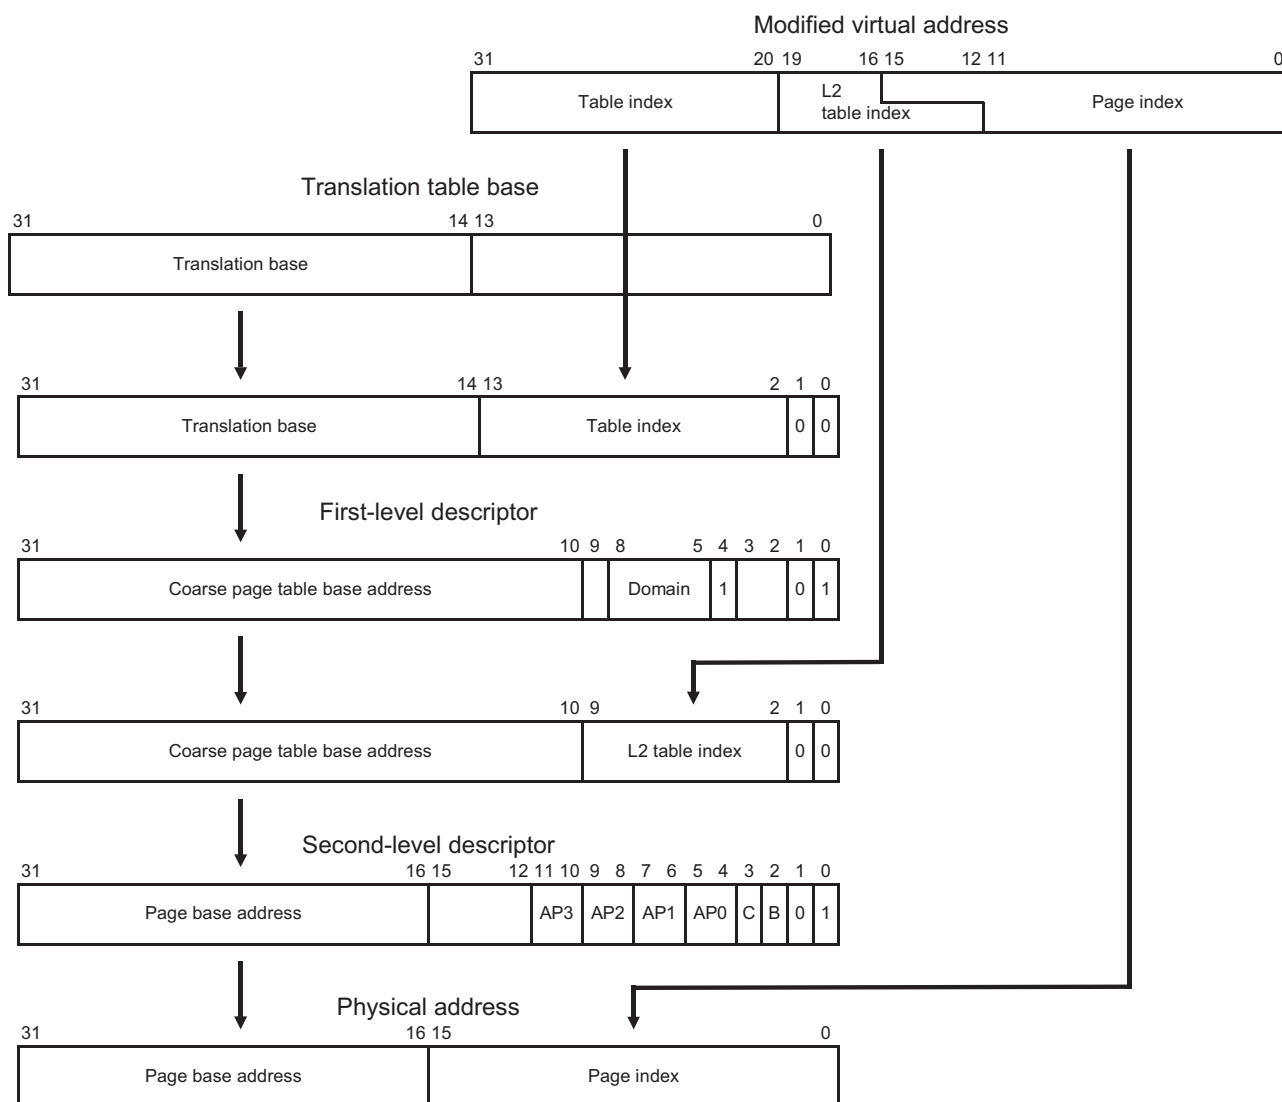 Modified virtual address
31 20 19 16 15 12 11 0
Table index L2 table index Page index
Translation table base
31 14 13 0
Translation base
31 14 13 2 1 0
Translation base Table index 0 0
First-level descriptor
31 10 9 8 5 4 3 2 1 0
Coarse page table base address Domain 1 0 1
31 10 9 2 1 0
Coarse page table base address L2 table index 0 0
Second-level descriptor
31 16 15 12 11 10 9 8 7 6 5 4 3 2 1 0
Page base address AP3 AP2 AP1 AP0 C B 0 1
Physical address
31 16 15 0
Page base address Page index